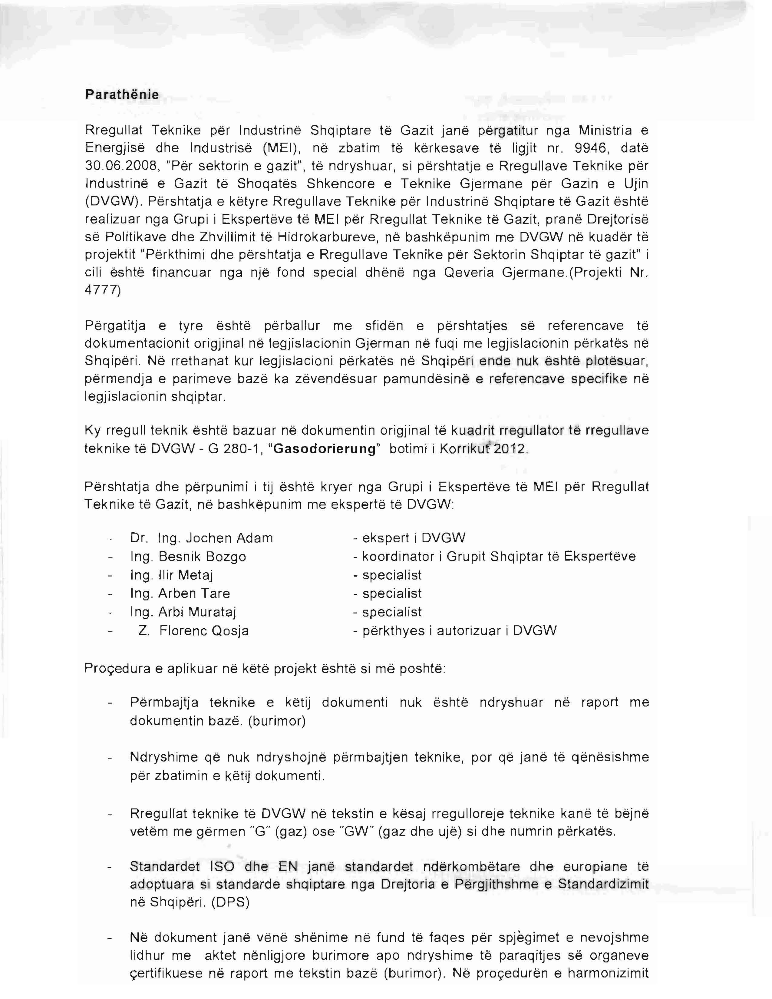 Parathënie
Rregullat Teknike për Industrinë Shqiptare të Gazit janë përgatitur nga Ministria e
Energjisë dhe Industrisë (MEI), në zbatim të kërkesave të ligjit nr. 9946, datë
30.06.2008, "Për sektorin e gazit", të ndryshuar, si përshtatje e Rregullave Teknike për
Industrinë e Gazit të Shoqatës Shkencore e Teknike Gjermane për Gazin e Ujin
(DVGW). Përshtatja e këtyre Rregullave Teknike për Industrinë Shqiptare të Gazit është
realizuar nga Grupi i Ekspertëve të MEI për Rregullat Teknike të Gazit, pranë Drejtorisë
së Politikave dhe Zhvillimit të Hidrokarbureve, në bashkëpunim me DVGW në kuadër të
projektit "Përkthimi dhe përshtatja e Rregullave Teknike për Sektorin Shqiptar të gazit" i
cili është financuar nga një fond special dhënë nga Qeveria Gjermane.(Projekti Nr.
4777)
Përgatitja e tyre është përballur me sfidën e përshtatjes së referencave të
dokumentacionit origjinal në legjislacionin Gjerman në fuqi me legjislacionin përkatës në
Shqipëri. Në rrethanat kur legjislacioni përkatës në Shqipëri ende nuk është plotësuar,
përmendja e parimeve bazë ka zëvendësuar pamundësinë e referencave specifike në
legjislacionin shqiptar.
Ky rregull teknik është bazuar në dokumentin origjinal të kuadrit rregullator të rregullave
teknike të DVGW - G 280-1, "Gasodorierung" botimi i Korrikut 2012.
Përshtatja dhe përpunimi i tij është kryer nga Grupi i Ekspertëve të MEI për Rregullat
Teknike të Gazit, në bashkëpunim me ekspertë të DVGW:
- Dr. Ing. Jochen Adam - ekspert i DVGW
- Ing. Besnik Bozgo - koordinator i Grupit Shqiptar të Ekspertëve
- Ing. Ilir Metaj - specialist
- Ing. Arben Tare - specialist
- Ing. Arbi Murataj - specialist
- Z. Florenc Qosja - përkthyes i autorizuar i DVGW
Proçedura e aplikuar në këtë projekt është si më poshtë:
- Përmbajtja teknike e këtij dokumenti nuk është ndryshuar në raport me
dokumentin bazë. (burimor)
- Ndryshime që nuk ndryshojnë përmbajtjen teknike, por që janë të qënësishme
për zbatimin e këtij dokumenti.
- Rregullat teknike të DVGW në tekstin e kësaj rregulloreje teknike kanë të bëjnë
vetëm me gërmen "G" (gaz) ose "GW" (gaz dhe ujë) si dhe numrin përkatës.
- Standardet ISO dhe EN janë standardet ndërkombëtare dhe europiane të
adoptuara si standarde shqiptare nga Drejtoria e Përgjithshme e Standardizimit
në Shqipëri. (DPS)
- Në dokument janë vënë shënime në fund të faqes për spjègimet e nevojshme
lidhur me aktet nënligjore burimore apo ndryshime të paraqitjes së organeve
çertifikuese në raport me tekstin bazë (burimor). Në proçedurën e harmonizimit